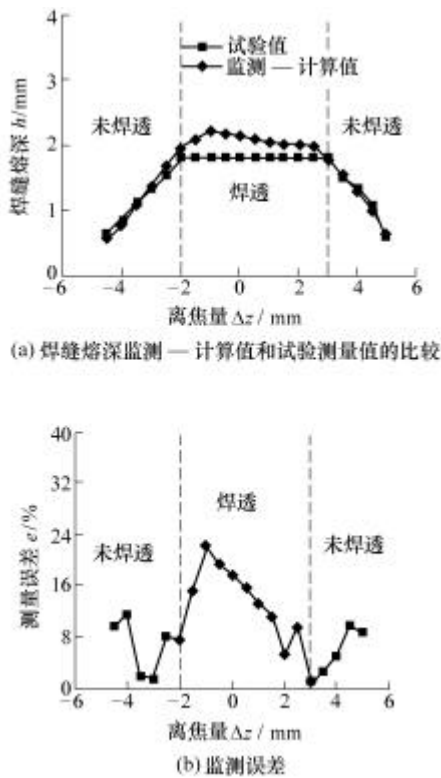 4
3
2
1
0
焊缝熔深 h/mm
试验值
监测 — 计算值
未焊透
焊透
未焊透
−6 −4 −2 0 2 4 6
离焦量 Δz / mm
(a) 焊缝熔深监测 — 计算值和试验测量值的比较
40
32
24
16
8
0
测量误差 e/%
未焊透
焊透
未焊透
−6 −4 −2 0 2 4 6
离焦量 Δz / mm
(b) 监测误差